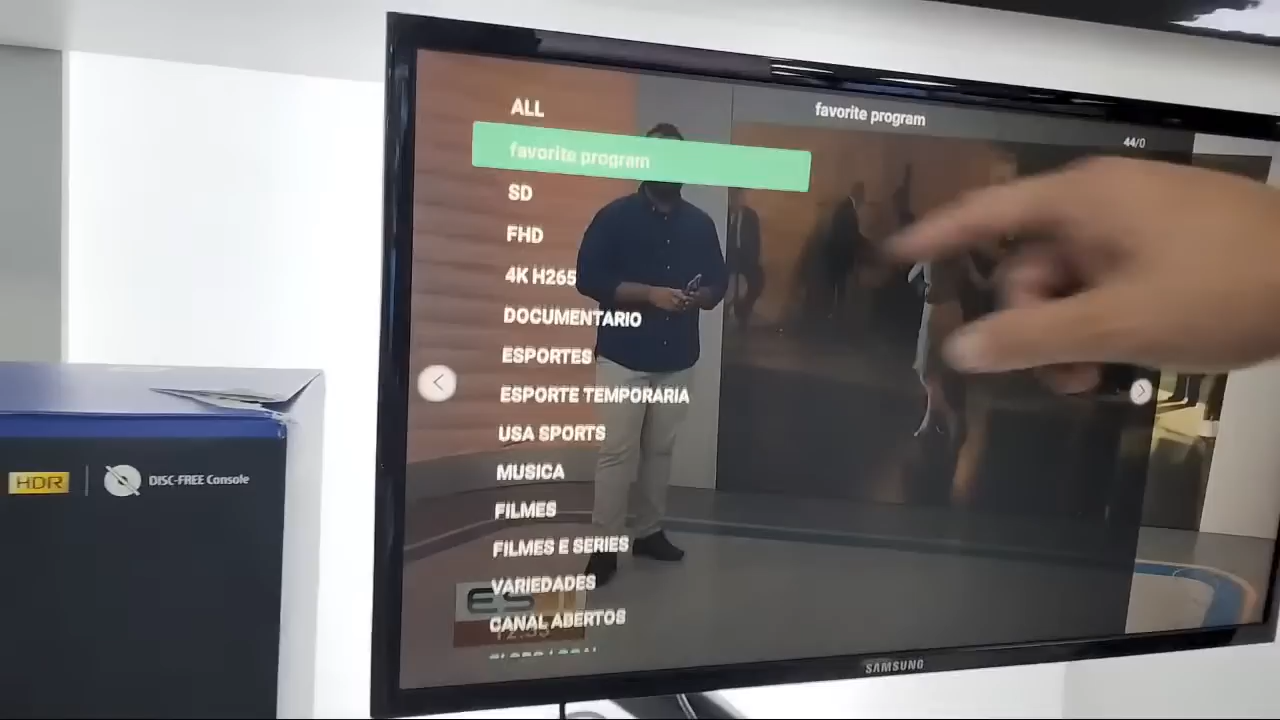 ALL
favorite program
SD
FHD
4K H265
DOCUMENTARIO
ESPORTES
ESPORTE TEMPORARIA
USA SPORTS
MUSICA
FILMES
FILMES E SERIES
VARIEDADES
CANAL ABERTOS
favorite program
44/0
SAMSUNG
HDR
DISC-FREE Console